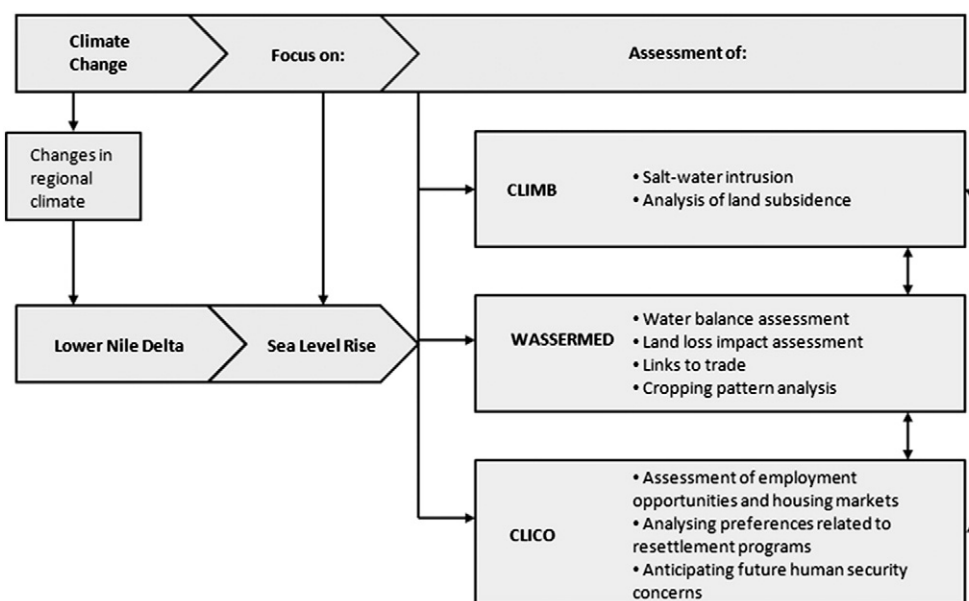 Climate
Change
Focus on:
Assessment of:
Changes in
regional
climate
CLIMB
• Salt-water intrusion
• Analysis of land subsidence
Lower Nile Delta
Sea Level Rise
WASSERMED
• Water balance assessment
• Land loss impact assessment
• Links to trade
• Cropping pattern analysis
CLICO
• Assessment of employment
opportunities and housing markets
• Analysing preferences related to
resettlement programs
• Anticipating future human security
concerns